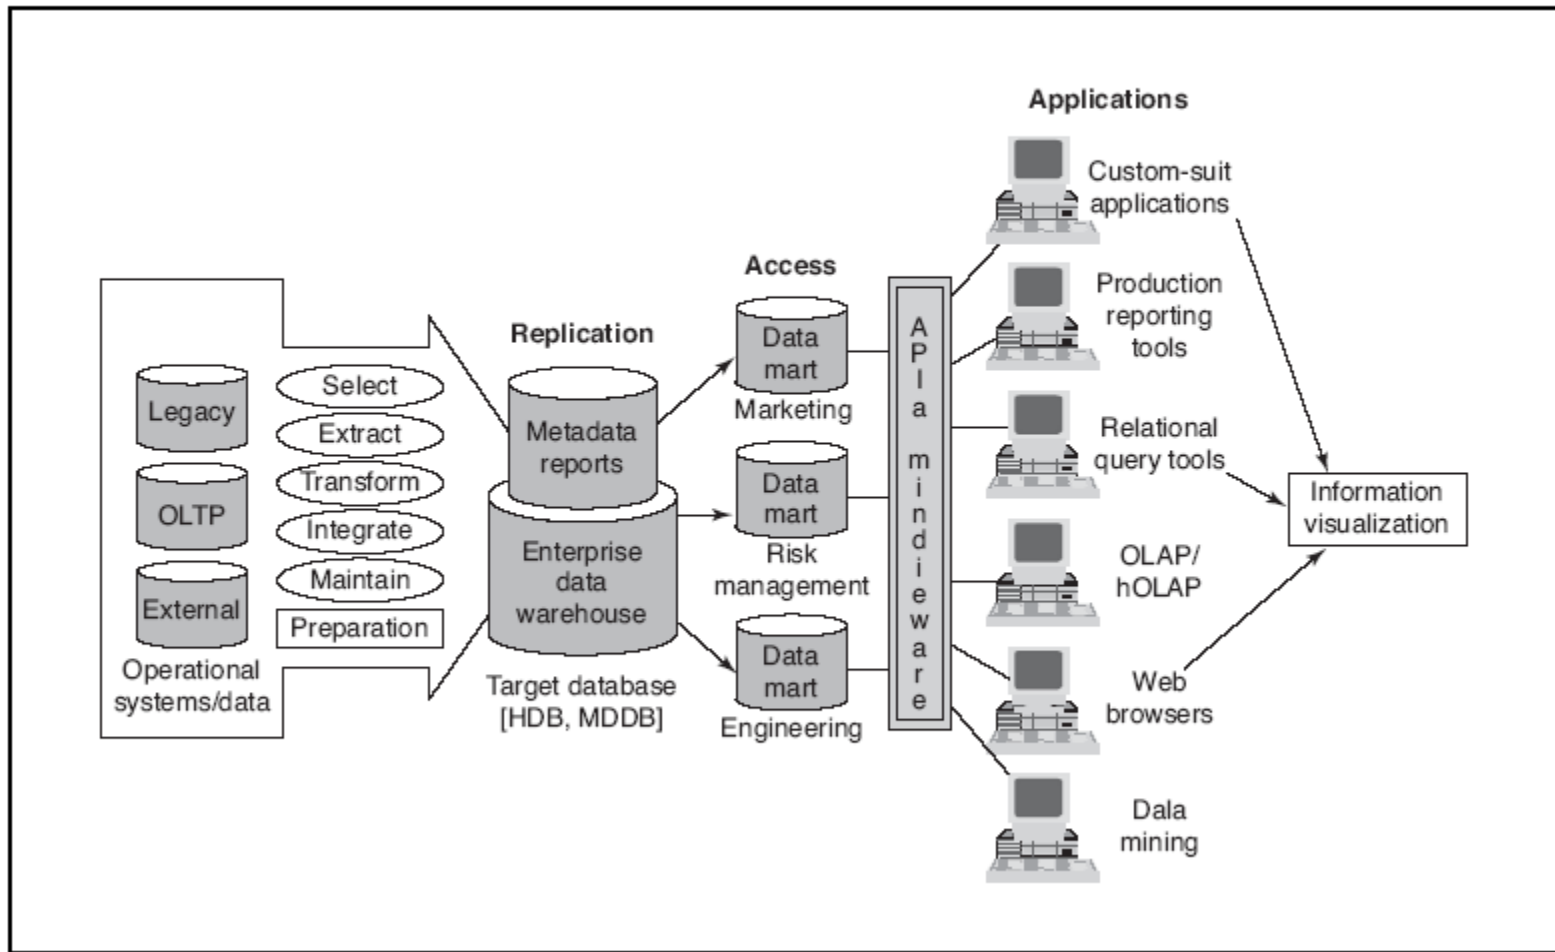 Applications
Custom-suit
applications
Access
Production
reporting
tools
Replication
Data
mart
Marketing
Select
Legacy
Extract
Metadata
reports
Relational
query tools
Transform
Data
mart
Information
visualization
OLTP
Integrate
Enterprise
data
warehouse
Risk
management
OLAP/
hOLAP
Maintain
External
Preparation
Data
mart
Operational
systems/data
Target database
[HDB, MDDB]
Engineering
APIa mindieware
Web
browsers
Dala
mining